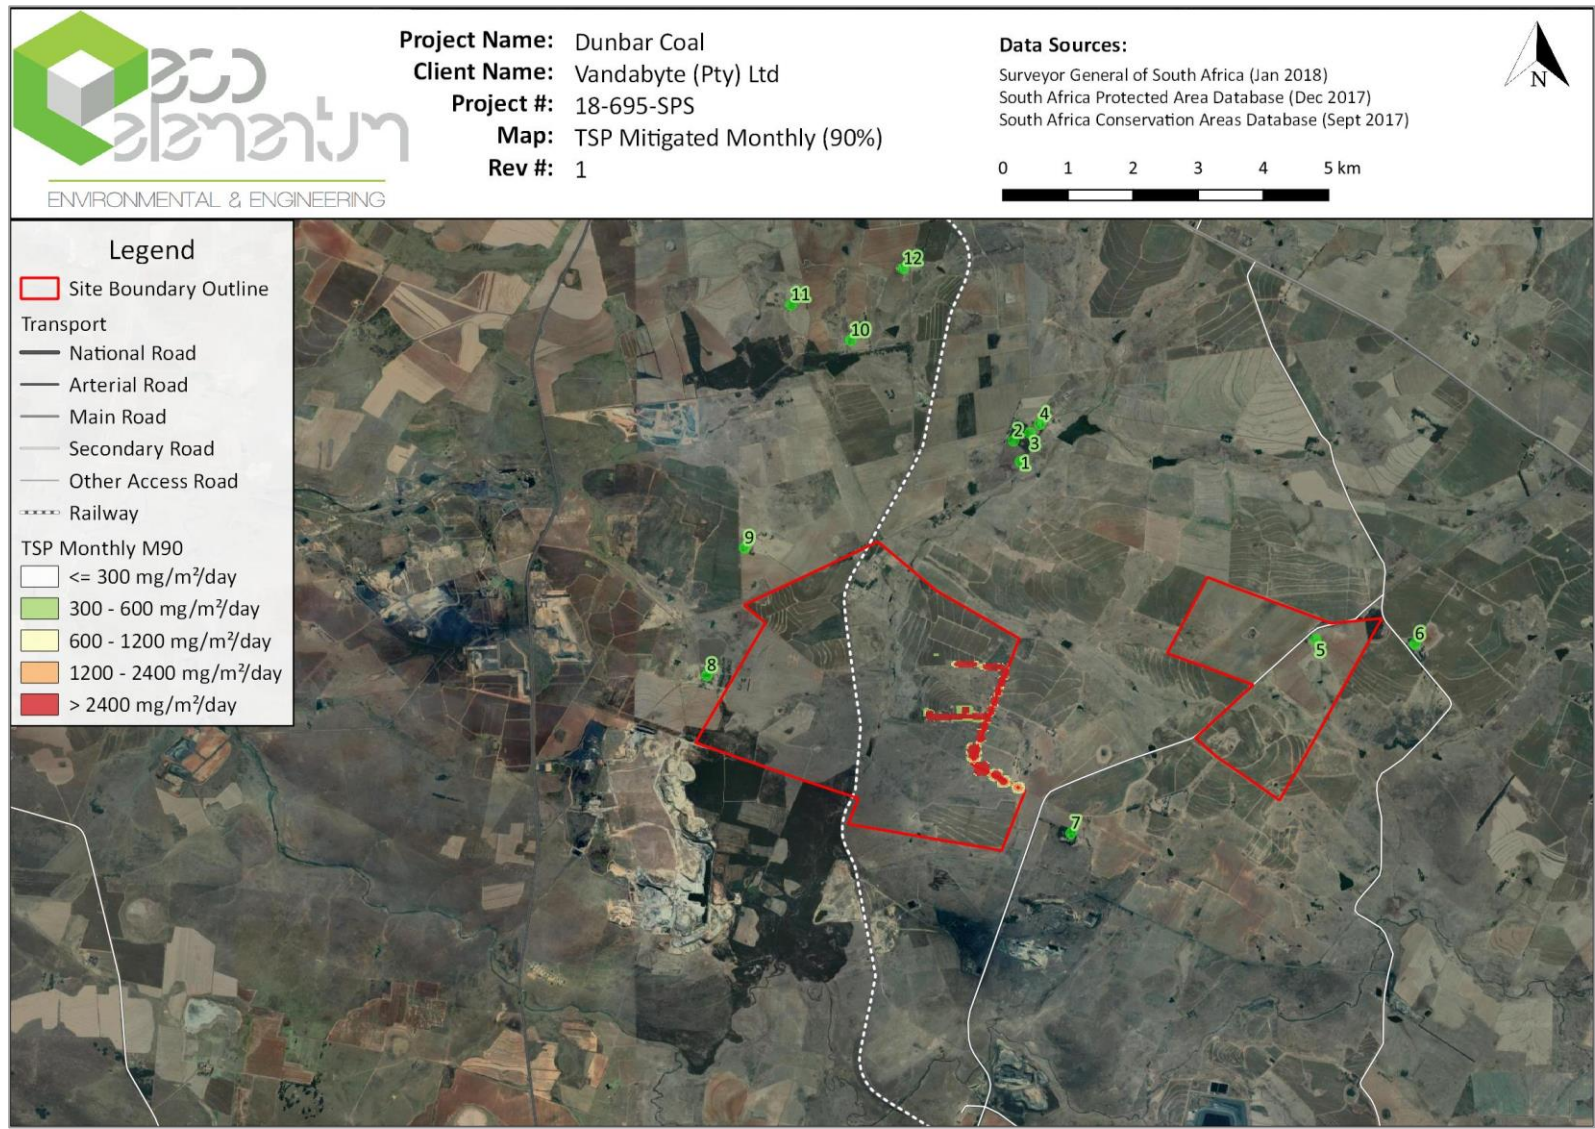 eco
elementum
ENVIRONMENTAL & ENGINEERING
Project Name: Dunbar Coal
Client Name: Vandabyte (Pty) Ltd
Project #: 18-695-SPS
Map: TSP Mitigated Monthly (90%)
Rev #: 1
Data Sources:
Surveyor General of South Africa (Jan 2018)
South Africa Protected Area Database (Dec 2017)
South Africa Conservation Areas Database (Sept 2017)
0 1 2 3 4 5 km
N
Legend
Site Boundary Outline
Transport
National Road
Arterial Road
Main Road
Secondary Road
Other Access Road
Railway
TSP Monthly M90
<= 300 mg/m²/day
300 - 600 mg/m²/day
600 - 1200 mg/m²/day
1200 - 2400 mg/m²/day
> 2400 mg/m²/day
12
11
10
4
2
3
1
9
5
6
8
7